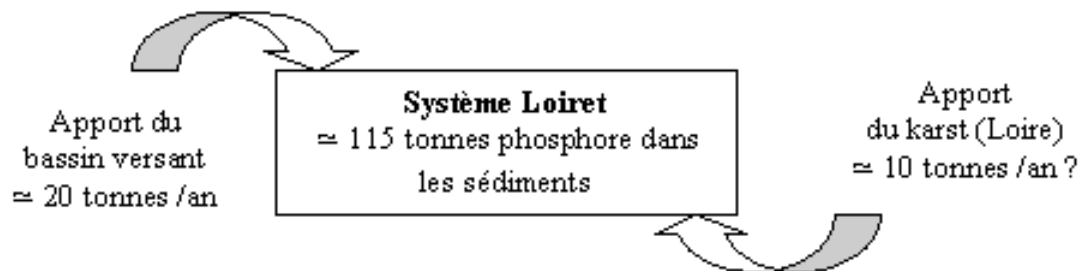 Apport du
bassin versant
≃ 20 tonnes /an
Système Loiret
≃ 115 tonnes phosphore dans
les sédiments
Apport
du karst (Loire)
≃ 10 tonnes /an ?